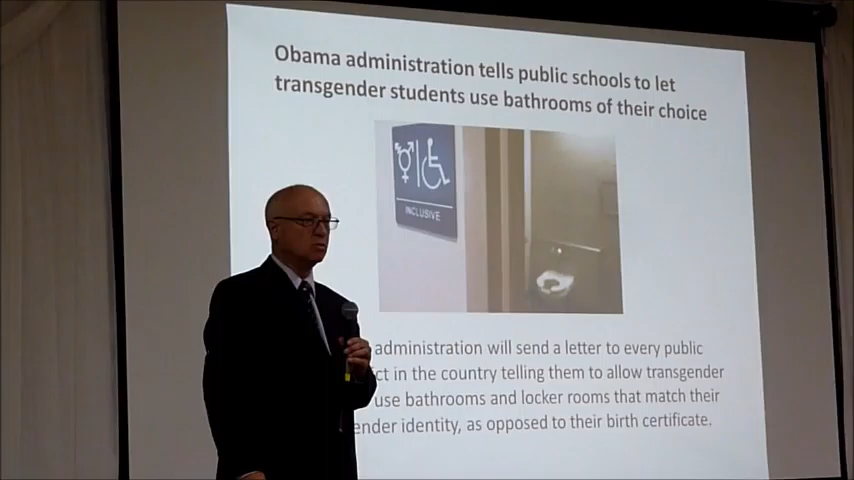 Obama administration tells public schools to let
transgender students use bathrooms of their choice
INCLUSIVE
administration will send a letter to every public
ct in the country telling them to allow transgender
use bathrooms and locker rooms that match their
ender identity, as opposed to their birth certificate.